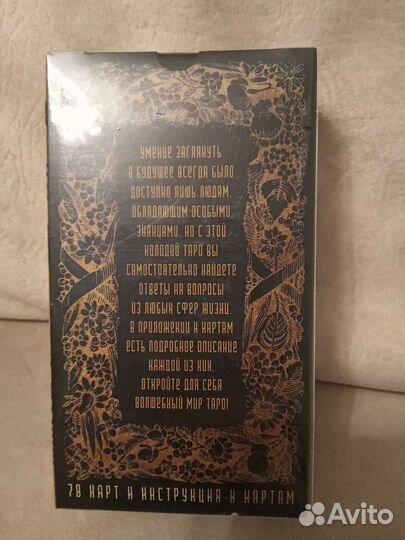 УМЕНИЕ ЗАГЛЯНУТЬ
В БУДУЩЕЕ ВСЕГДА БЫЛО
ДОСТУПНО ЛИШЬ ЛЮДЯМ,
ОБЛАДАЮЩИМ ОСОБЫМИ
ЗНАНИЯМИ. НО С ЭТОЙ
КОЛОДОЙ ТАРО ВЫ
САМОСТОЯТЕЛЬНО НАЙДЕТЕ
ОТВЕТЫ НА ВОПРОСЫ
ИЗ ЛЮБЫХ СФЕР ЖИЗНИ.
В ПРИЛОЖЕНИИ К КАРТАМ
ЕСТЬ ПОДРОБНОЕ ОПИСАНИЕ
КАЖДОЙ ИЗ НИХ.
ОТКРОЙТЕ ДЛЯ СЕБЯ
ВОЛШЕБНЫЙ МИР ТАРО!
78 КАРТ И ИНСТРУКЦИЯ К КАРТАМ
Avito